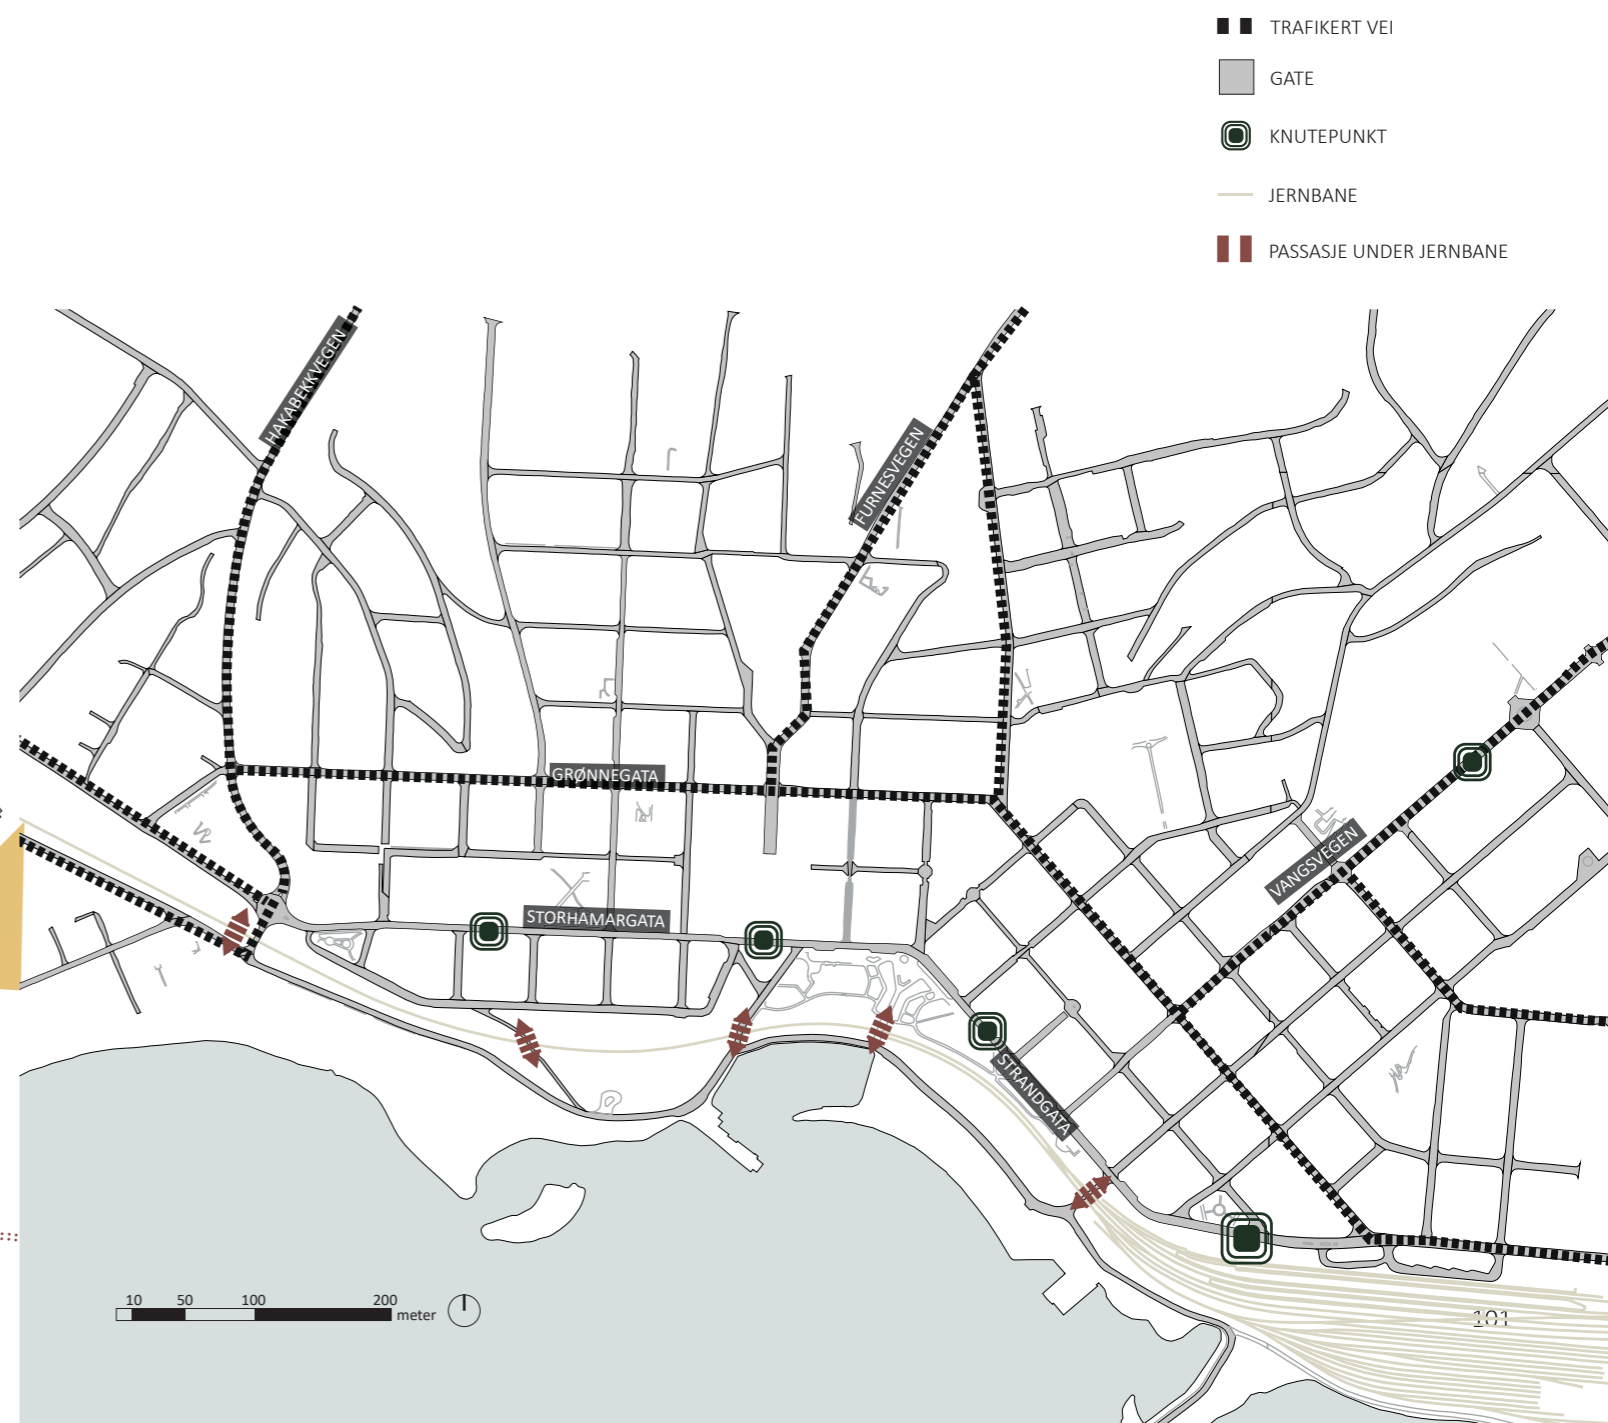 TRAFIKERT VEI
GATE
KNUTEPUNKT
JERNBANE
PASSASJE UNDER JERNBANE
HAKABEKKVEGEN
FURNESVEGEN
GRØNNEGATA
VANGSVEGEN
STORHAMARGATA
STRANDGATA
10 50 100 200
meter
101